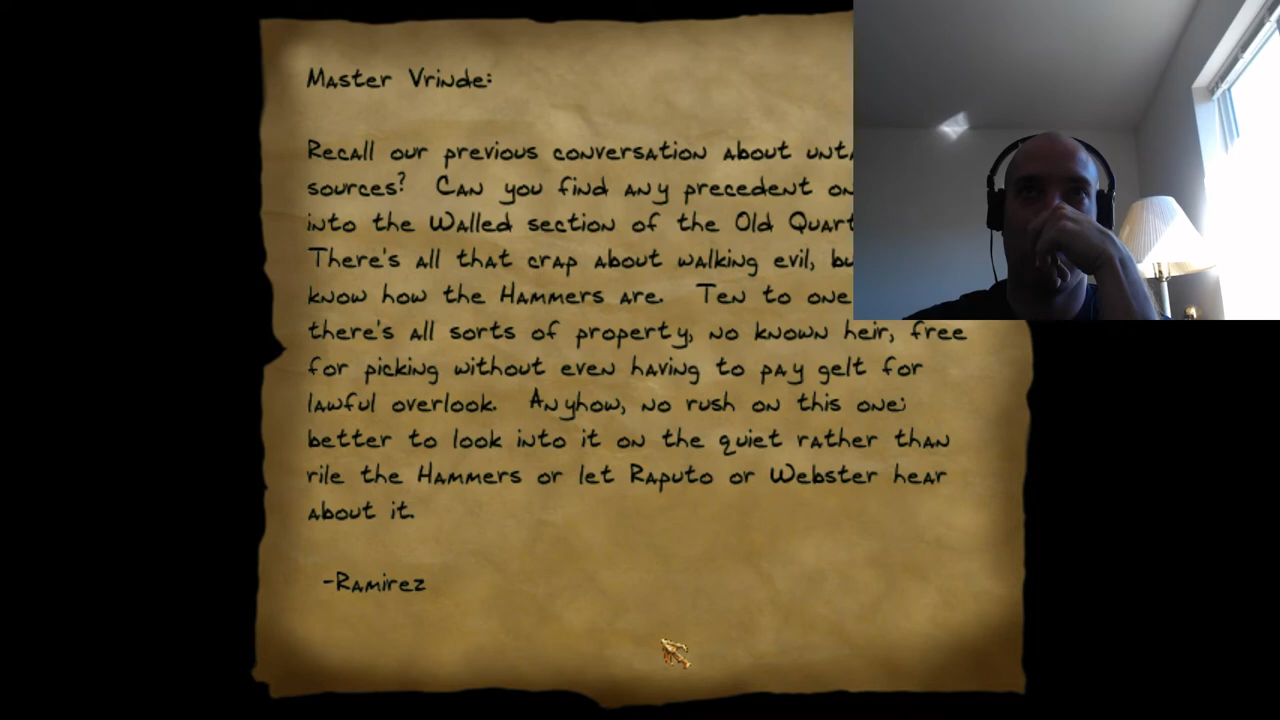 Master Vrinde:
Recall our previous conversation about
sources? Can you find any precedent on
into the Walled section of the Old
There's all that crap about walking evil,
know how the Hammers are. Ten to one
there's all sorts of property, no known heir, free
for picking without even having to pay gelt for
lawful overlook. Anyhow, no rush on this one;
better to look into it on the quiet rather than
rile the Hammers or let Raputo or Webster hear
about it.
-Ramirez